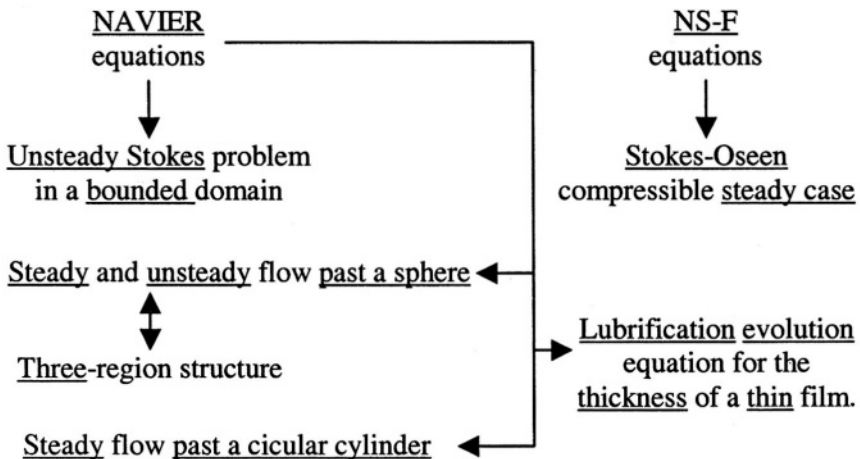 NAVIER
equations
NS-F
equations
Unsteady Stokes problem
in a bounded domain
Stokes-Oseen
compressible steady case
Steady and unsteady flow past a sphere
Three-region structure
Lubrification evolution
equation for the
thickness of a thin film.
Steady flow past a cicular cylinder